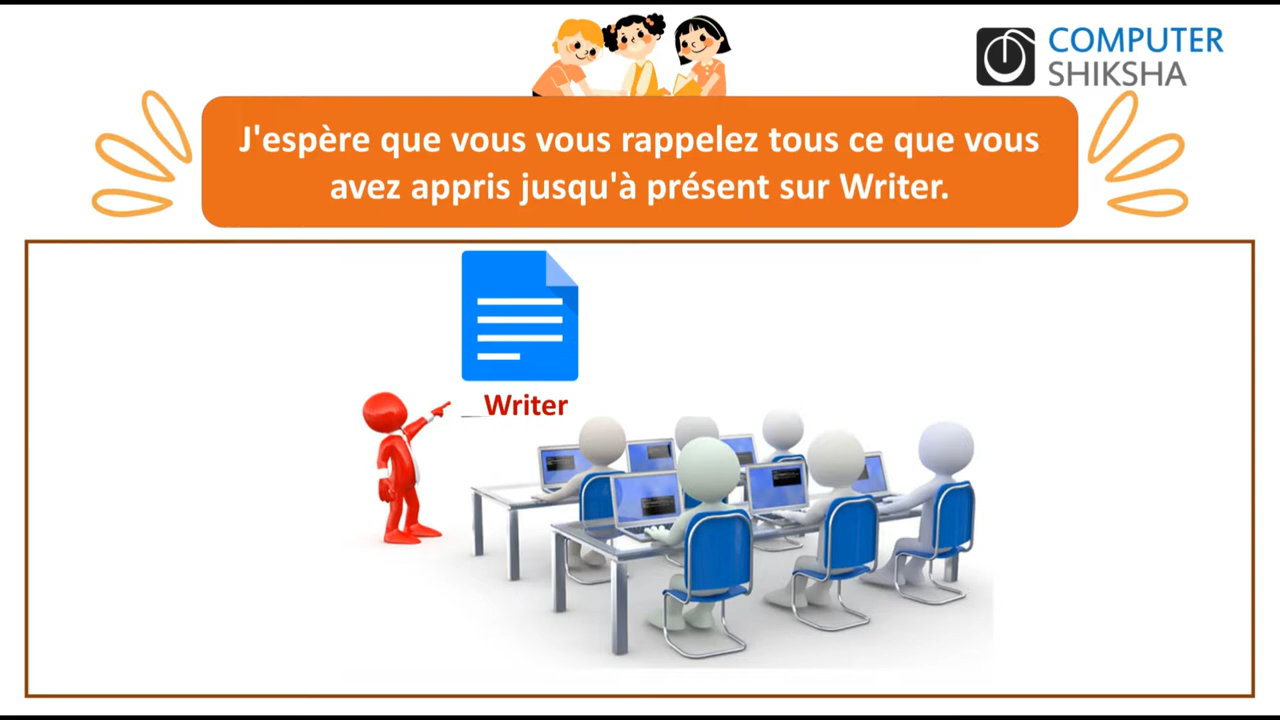 COMPUTER
SHIKSHA
J'espère que vous vous rappelez tous ce que vous
avez appris jusqu'à présent sur Writer.
Writer